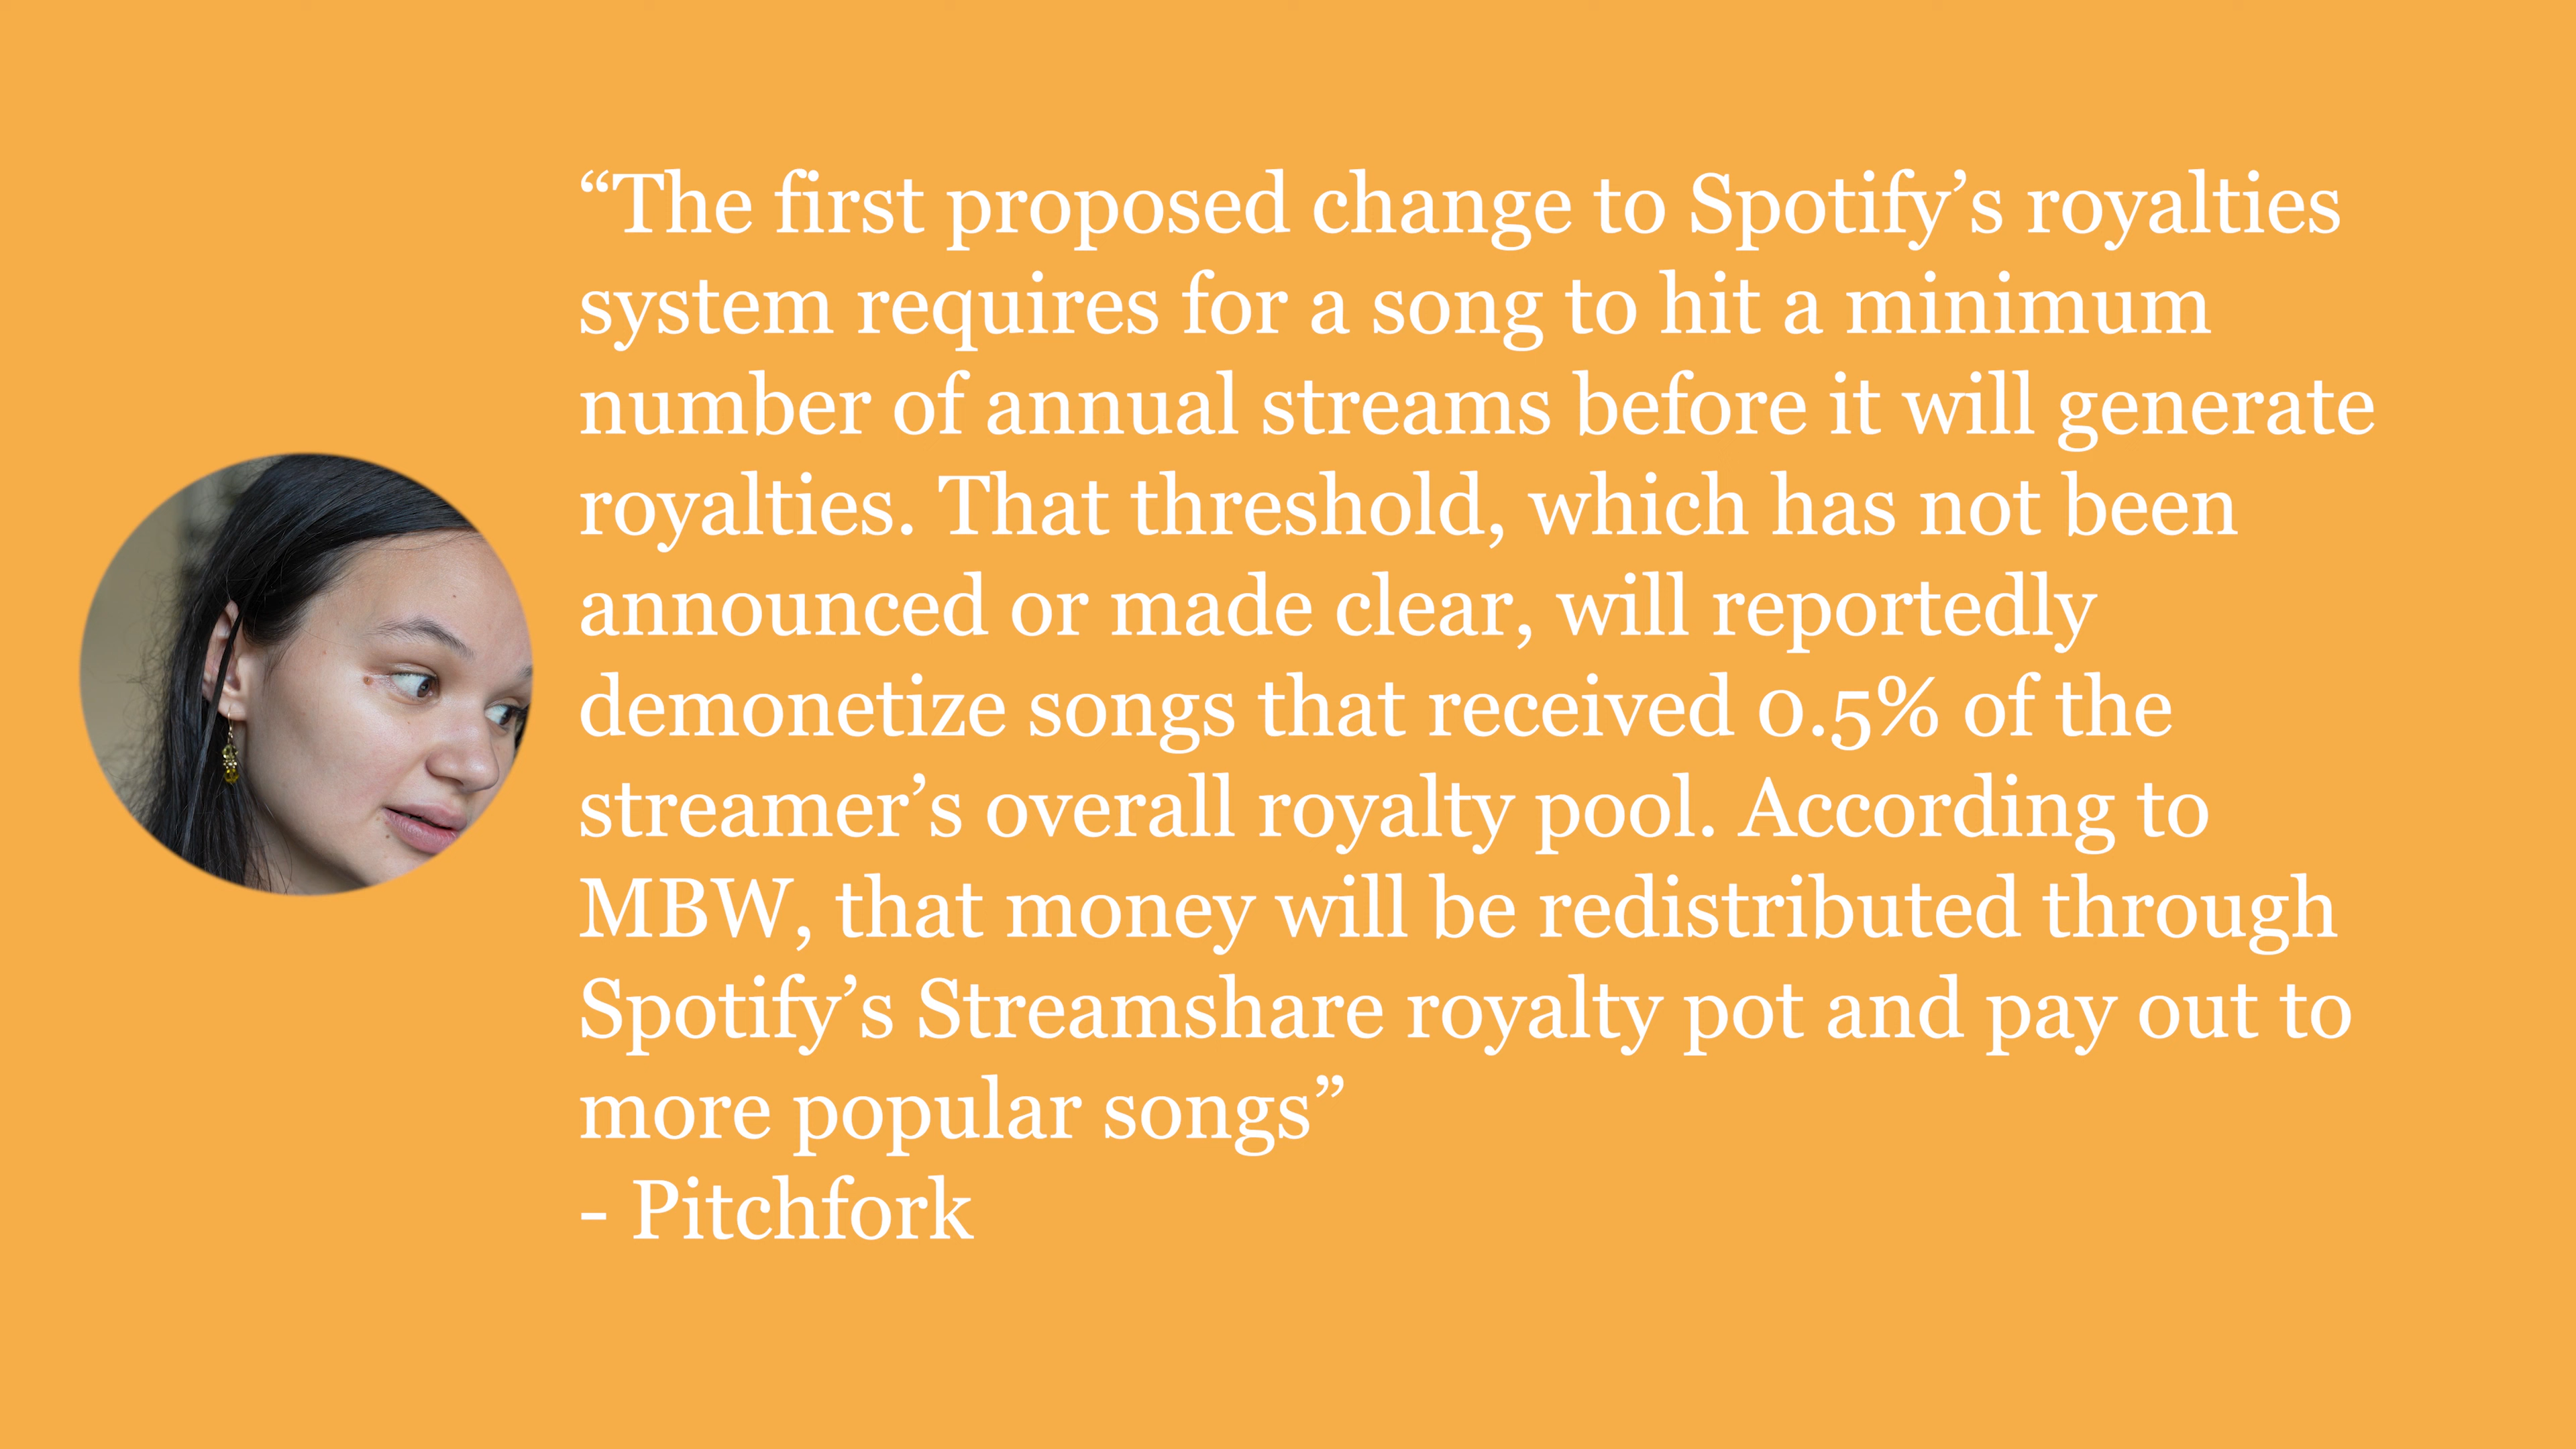 “The first proposed change to Spotify’s royalties
system requires for a song to hit a minimum
number of annual streams before it will generate
royalties. That threshold, which has not been
announced or made clear, will reportedly
demonetize songs that received 0.5% of the
streamer’s overall royalty pool. According to
MBW, that money will be redistributed through
Spotify’s Streamshare royalty pot and pay out to
more popular songs”
- Pitchfork